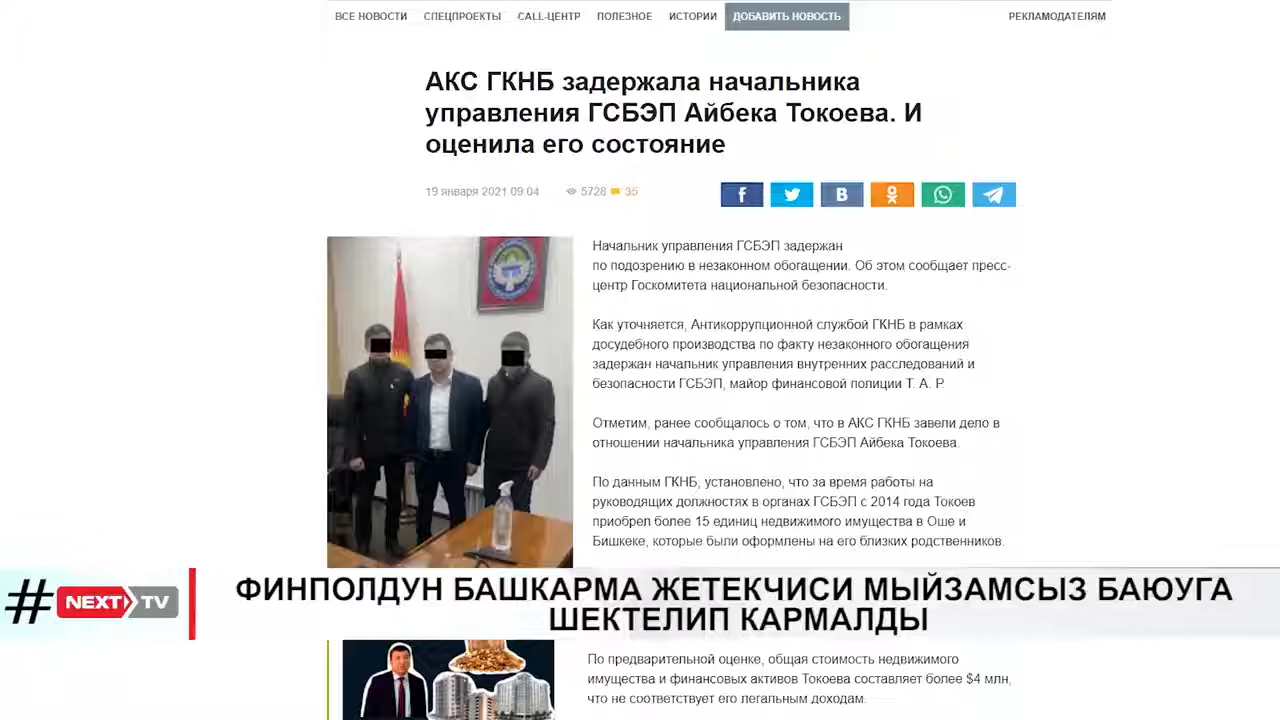 ВСЕ НОВОСТИ СПЕЦПРОЕКТЫ CALL-ЦЕНТР ПОЛЕЗНОЕ ИСТОРИИ ДОБАВИТЬ НОВОСТЬ РЕКЛАМОДАТЕЛЯМ
АКС ГКНБ задержала начальника
управления ГСБЭП Айбека Токоева. И
оценила его состояние
19 января 2021 09:04 5728 35
Начальник управления ГСБЭП задержан
по подозрению в незаконном обогащении. Об этом сообщает пресс-
центр Госкомитета национальной безопасности.
Как уточняется, Антикоррупционной службой ГКНБ в рамках
досудебного производства по факту незаконного обогащения
задержан начальник управления внутренних расследований и
безопасности ГСБЭП, майор финансовой полиции Т. А. Р.
Отметим, ранее сообщалось о том, что в АКС ГКНБ завели дело в
отношении начальника управления ГСБЭП Айбека Токоева.
По данным ГКНБ, установлено, что за время работы на
руководящих должностях в органах ГСБЭП с 2014 года Токоев
приобрел более 15 единиц недвижимого имущества в Оше и
Бишкеке, которые были оформлены на его близких родственников.
# NEXT TV
ФИНПОЛДУН БАШКАРМА ЖЕТЕКЧИСИ МЫЙЗАМСЫЗ БАЮУГА
ШЕКТЕЛИП КАРМАЛДЫ
По предварительной оценке, общая стоимость недвижимого
имущества и финансовых активов Токоева составляет более $4 млн,
что не соответствует его легальным доходам.